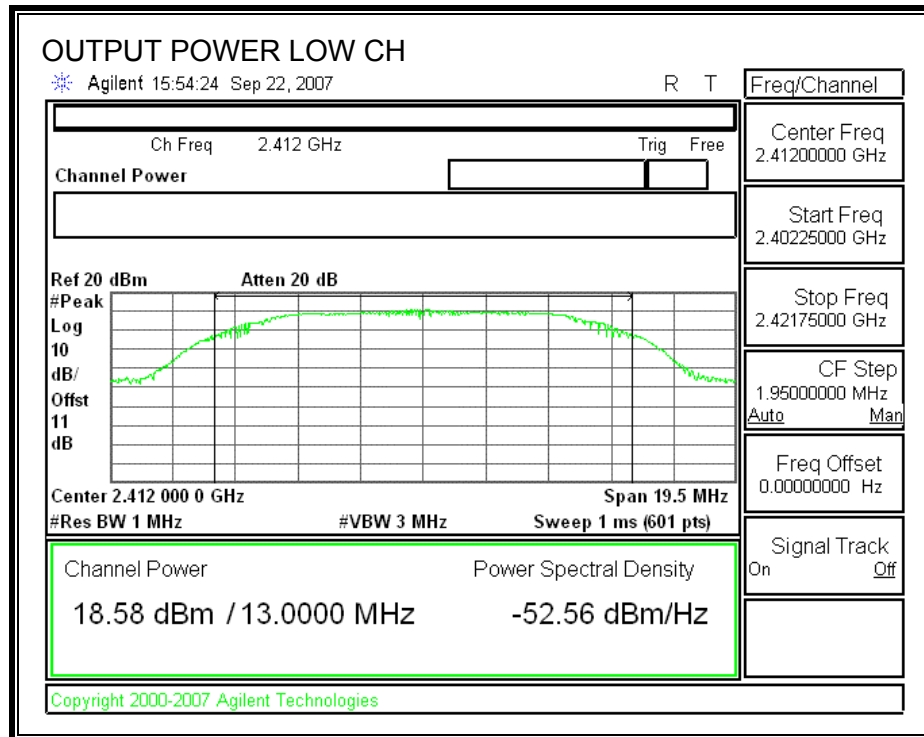 OUTPUT POWER LOW CH
Agilent 15:54:24 Sep 22, 2007 R T
Freq/Channel
Ch Freq 2.412 GHz Trig Free
Channel Power
Center Freq
2.41200000 GHz
Start Freq
2.40225000 GHz
Stop Freq
2.42175000 GHz
CF Step
1.95000000 MHz
Auto Man
Freq Offset
0.00000000 Hz
Signal Track
On Off
Ref 20 dBm Atten 20 dB
#Peak
Log
10
dB/
Offst
11
dB
Center 2.412 000 0 GHz Span 19.5 MHz
#Res BW 1 MHz #VBW 3 MHz Sweep 1 ms (601 pts)
Channel Power Power Spectral Density
18.58 dBm / 13.0000 MHz -52.56 dBm/Hz
Copyright 2000-2007 Agilent Technologies